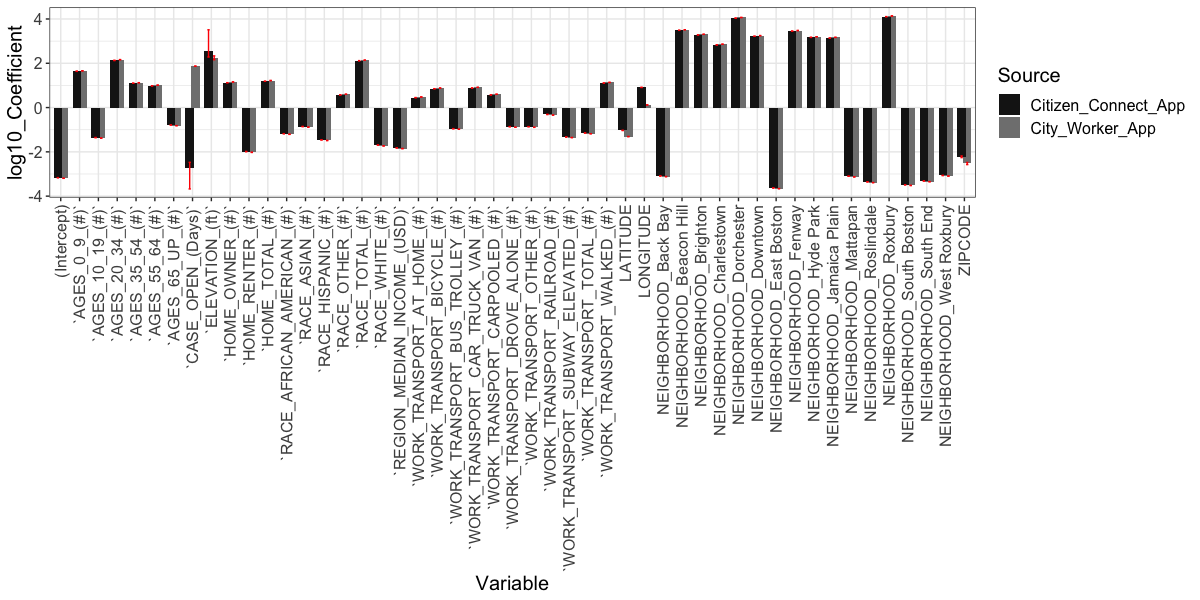 log10_Coefficient
4
2
0
-2
-4
(Intercept)
`AGES_0_9_(#)`
`AGES_10_19_(#)`
`AGES_20_34_(#)`
`AGES_35_54_(#)`
`AGES_55_64_(#)`
`AGES_65_UP_(#)`
`CASE_OPEN_(Days)
`ELEVATION_(ft)`
`HOME_OWNER_(#)`
`HOME_RENTER_(#)`
`HOME_TOTAL_(#)`
`RACE_AFRICAN_AMERICAN_(#)`
`RACE_ASIAN_(#)`
`RACE_HISPANIC_(#)`
`RACE_OTHER_(#)`
`RACE_TOTAL_(#)`
`RACE_WHITE_(#)`
`REGION_MEDIAN_INCOME_(USD)`
`WORK_TRANSPORT_AT_HOME_(#)`
`WORK_TRANSPORT_BICYCLE_(#)`
`WORK_TRANSPORT_BUS_TROLLEY_(#)`
`WORK_TRANSPORT_CAR_TRUCK_VAN_(#)`
`WORK_TRANSPORT_CARPOOLED_(#)`
`WORK_TRANSPORT_DROVE_ALONE_(#)`
`WORK_TRANSPORT_OTHER_(#)`
`WORK_TRANSPORT_RAILROAD_(#)`
`WORK_TRANSPORT_SUBWAY_ELEVATED_(#)`
`WORK_TRANSPORT_TOTAL_(#)`
`WORK_TRANSPORT_WALKED_(#)`
LATITUDE
LONGITUDE
NEIGHBORHOOD_Back Bay
NEIGHBORHOOD_Beacon Hill
NEIGHBORHOOD_Brighton
NEIGHBORHOOD_Charlestown
NEIGHBORHOOD_Dorchester
NEIGHBORHOOD_Downtown
NEIGHBORHOOD_East Boston
NEIGHBORHOOD_Fenway
NEIGHBORHOOD_Hyde Park
NEIGHBORHOOD_Jamaica Plain
NEIGHBORHOOD_Mattapan
NEIGHBORHOOD_Roslindale
NEIGHBORHOOD_Roxbury
NEIGHBORHOOD_South Boston
NEIGHBORHOOD_South End
NEIGHBORHOOD_West Roxbury
ZIPCODE
Variable
Source
Citizen_Connect_App
City_Worker_App